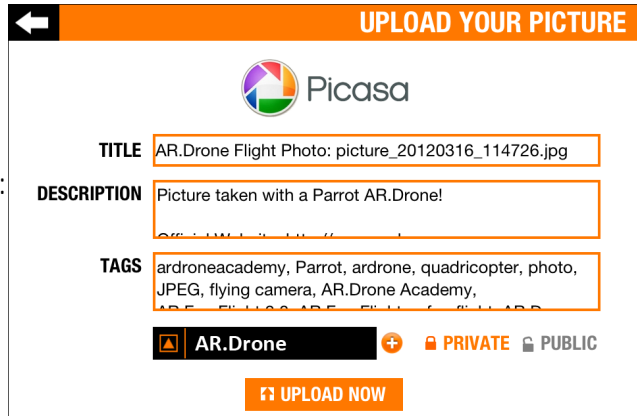 UPLOAD YOUR PICTURE
Picasa
TITLE AR.Drone Flight Photo: picture_20120316_114726.jpg
:
DESCRIPTION Picture taken with a Parrot AR.Drone!
TAGS ardroneacademy, Parrot, ardrone, quadricopter, photo,
JPEG, flying camera, AR.Drone Academy,
AR.Drone PRIVATE PUBLIC
UPLOAD NOW